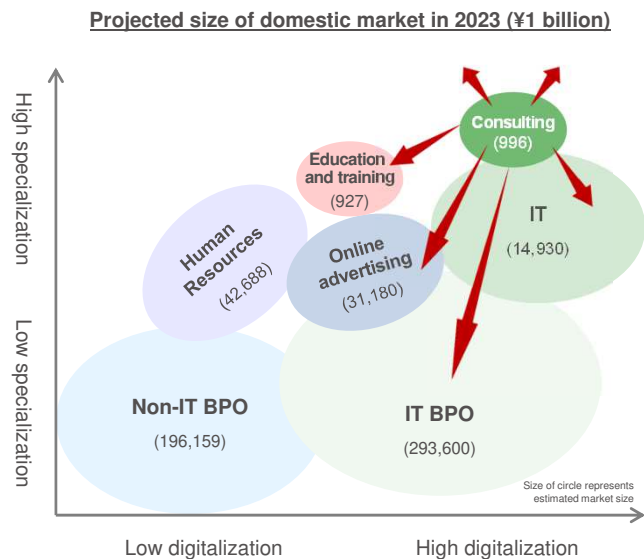 Projected size of domestic market in 2023 (¥1 billion)
High specialization
Low specialization
Consulting
(996)
Education
and training
(927)
IT
(14,930)
Human
Resources
(42,688)
Online
advertising
(31,180)
Non-IT BPO
(196,159)
IT BPO
(293,600)
Size of circle represents
estimated market size
Low digitalization
High digitalization